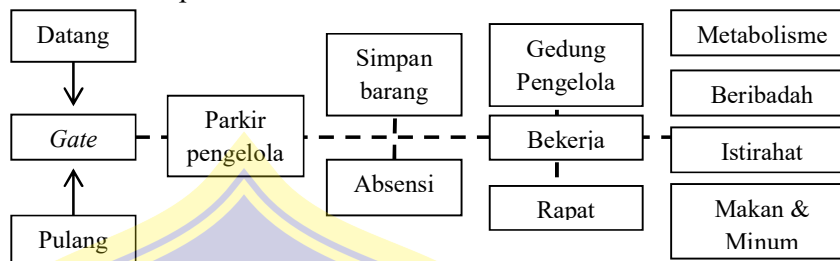 Datang
Gate
Pulang
Parkir
pengelola
Simpan
barang
Absensi
Gedung
Pengelola
Bekerja
Rapat
Metabolisme
Beribadah
Istirahat
Makan &
Minum